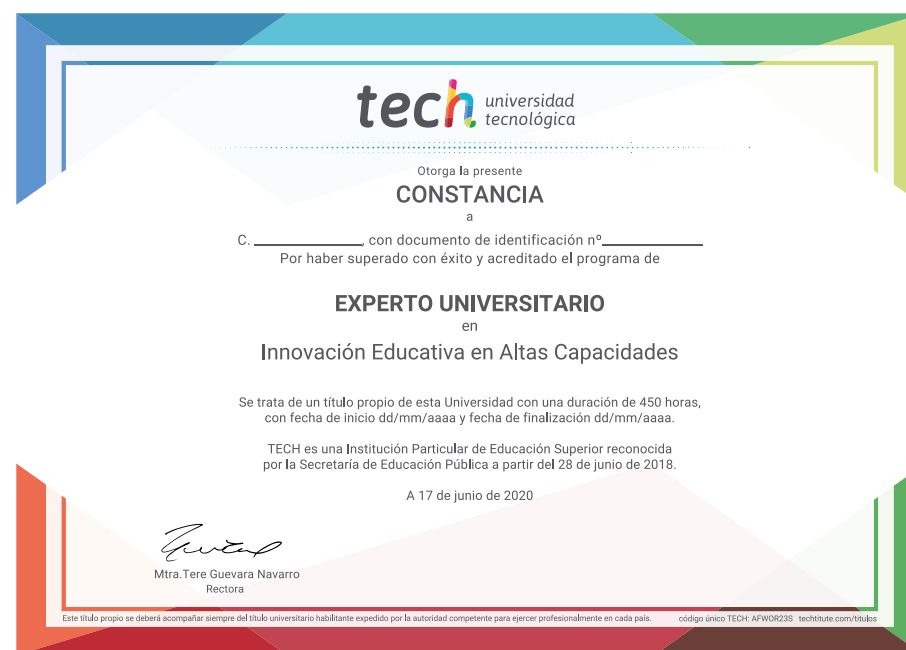 tech universidad
tecnológica
Otorga la presente
CONSTANCIA
a
C. ____________, con documento de identificación nº____________
Por haber superado con éxito y acreditado el programa de
EXPERTO UNIVERSITARIO
en
Innovación Educativa en Altas Capacidades
Se trata de un título propio de esta Universidad con una duración de 450 horas,
con fecha de inicio dd/mm/aaaa y fecha de finalización dd/mm/aaaa.
TECH es una Institución Particular de Educación Superior reconocida
por la Secretaría de Educación Pública a partir del 28 de junio de 2018.
A 17 de junio de 2020
Mtra.Tere Guevara Navarro
Rectora
Este título propio se deberá acompañar siempre del título universitario habilitante expedido por la autoridad competente para ejercer profesionalmente en cada país. código único TECH: AFWOR23S techtitute.com/titulos